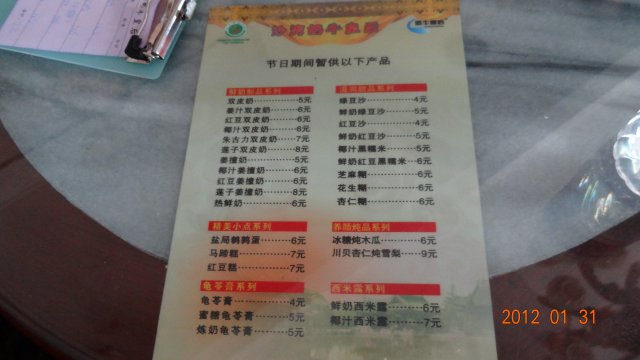 沙湾奶牛皇后
节日期间暂供以下产品
鲜奶制品系列
双皮奶…………5元
姜汁双皮奶………6元
红豆双皮奶………6元
椰汁双皮奶………6元
朱古力双皮奶……7元
莲子双皮奶………8元
姜撞奶…………5元
椰汁姜撞奶………6元
红豆姜撞奶………6元
莲子姜撞奶………8元
热鲜奶…………6元
精美小点系列
盐局鹌鹑蛋………6元
马蹄糕…………7元
红豆糕…………7元
龟苓膏系列
龟苓膏…………4元
蜜糖龟苓膏………5元
炼奶龟苓膏………5元
绿豆沙…………4元
鲜奶绿豆沙………5元
红豆沙…………4元
鲜奶红豆沙………5元
椰汁黑糯米………5元
鲜奶红豆黑糯米…6元
芝麻糊…………6元
花生糊…………6元
杏仁糊…………6元
养颜炖品系列
冰糖炖木瓜………6元
川贝杏仁炖雪梨…9元
西米露系列
鲜奶西米露………6元
椰汁西米露………7元
2012 01 31